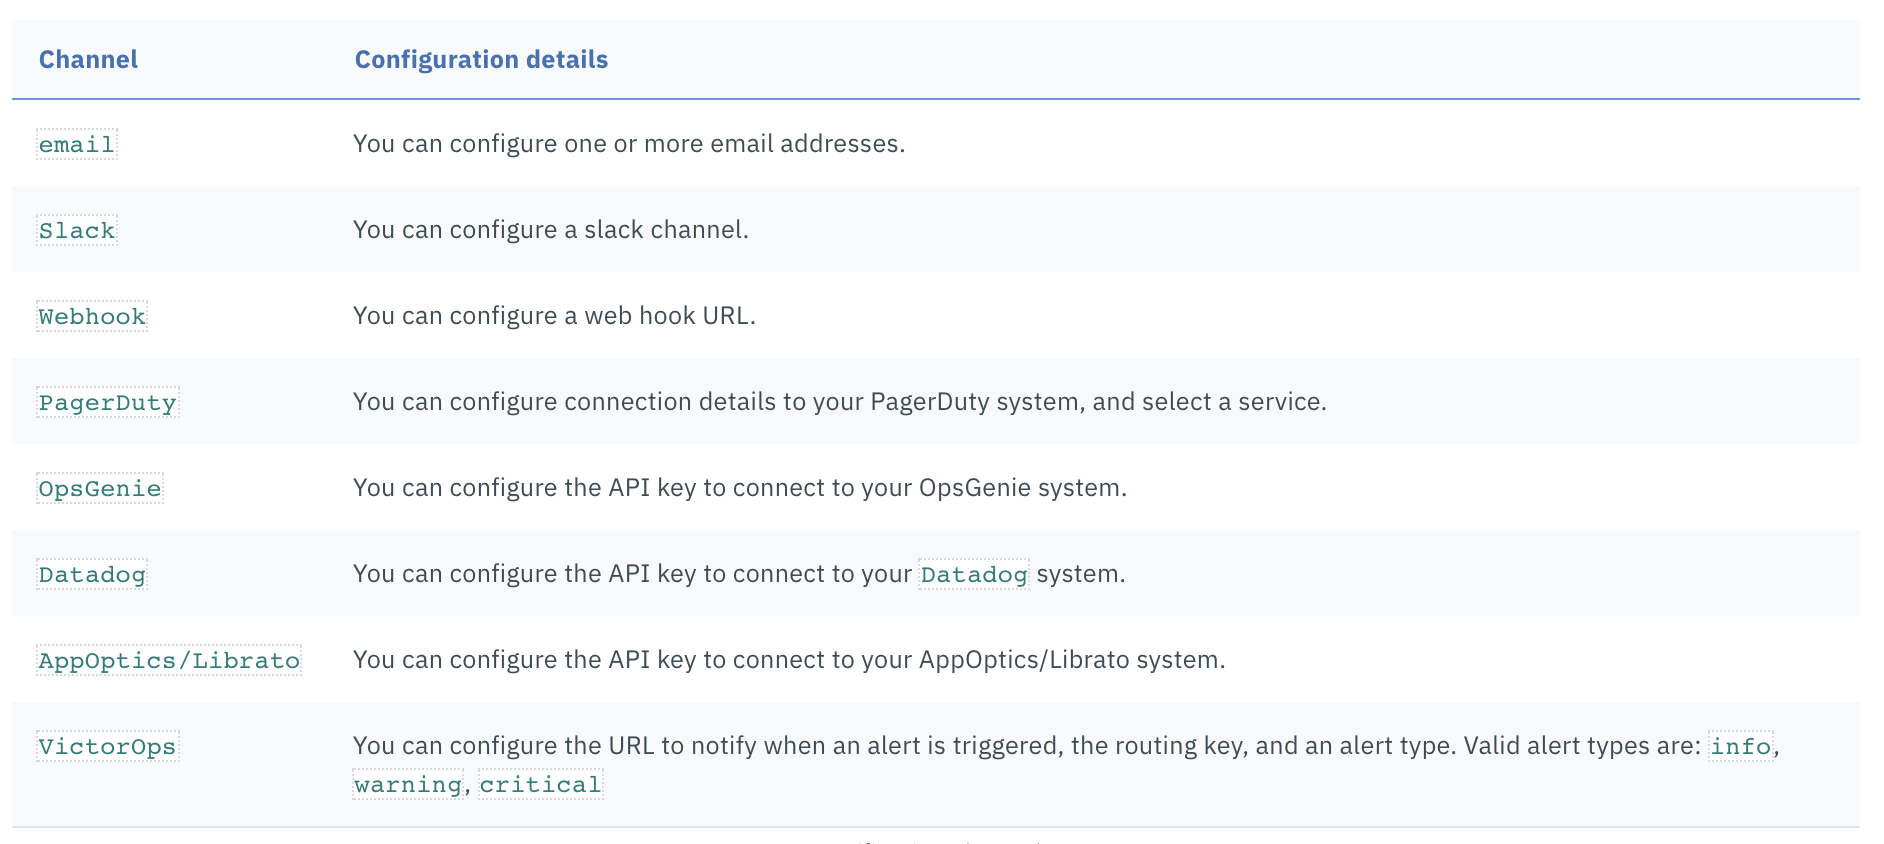 Channel Configuration details
email You can configure one or more email addresses.
Slack You can configure a slack channel.
Webhook You can configure a web hook URL.
PagerDuty You can configure connection details to your PagerDuty system, and select a service.
OpsGenie You can configure the API key to connect to your OpsGenie system.
Datadog You can configure the API key to connect to your Datadog system.
AppOptics/Librato You can configure the API key to connect to your AppOptics/Librato system.
VictorOps You can configure the URL to notify when an alert is triggered, the routing key, and an alert type. Valid alert types are: info,
warning, critical